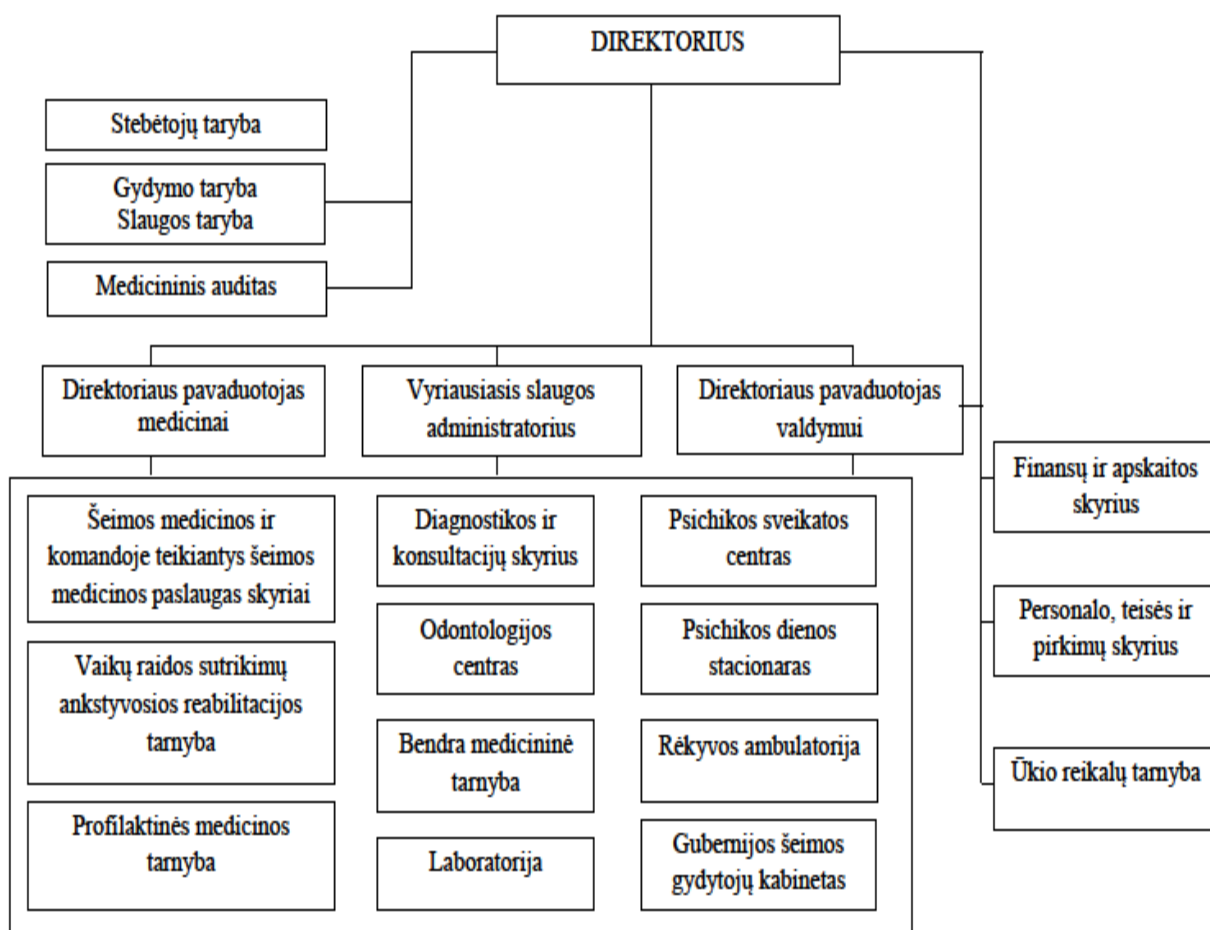 DIREKTORIUS
Stebėtojų taryba
Gydymo taryba
Slaugos taryba
Medicininis auditas
Direktoriaus pavaduotojas
medicinai
Vyriausiasis slaugos
administratorius
Direktoriaus pavaduotojas
valdymui
Šeimos medicinos ir
komandoje teikiantys šeimos
medicinos paslaugas skyriai
Vaikų raidos sutrikimų
ankstyvosios reabilitacijos
tarnyba
Profilaktinės medicinos
tarnyba
Diagnostikos ir
konsultacijų skyrius
Odontologijos
centras
Bendra medicininė
tarnyba
Laboratorija
Psichikos sveikatos
centras
Psichikos dienos
stacionaras
Rėkyvos ambulatorija
Gubernijos šeimos
gydytojų kabinetas
Finansų ir apskaitos
skyrius
Personalo, teisės ir
pirkimų skyrius
Ūkio reikalų tarnyba